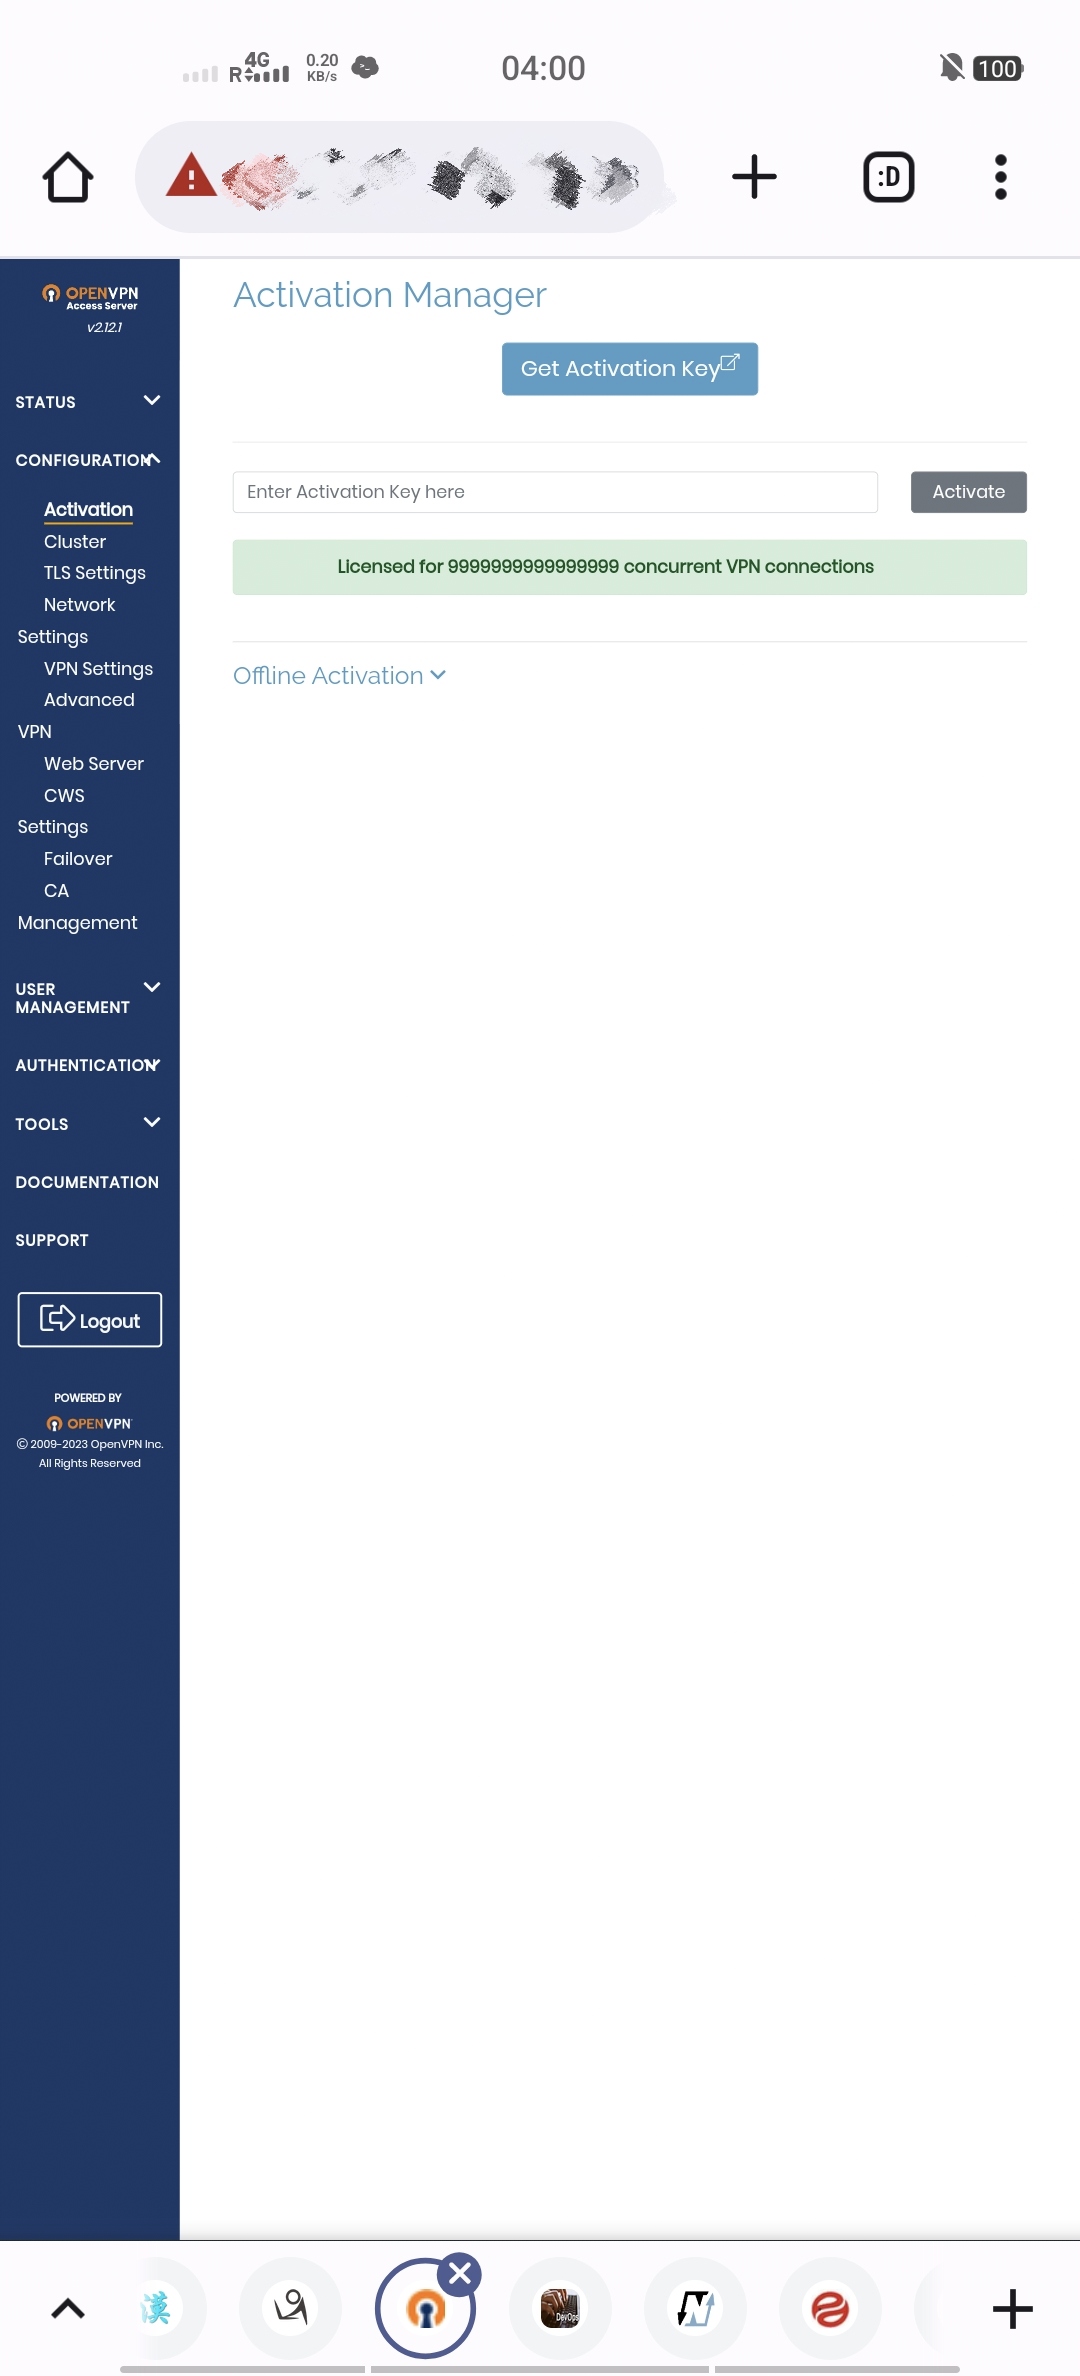 4G
R
0.20
KB/s
04:00
100
:D
OPENVPN
Access Server
v2.12.1
STATUS
CONFIGURATION
Activation
Cluster
TLS Settings
Network
Settings
VPN Settings
Advanced
VPN
Web Server
CWS
Settings
Failover
CA
Management
USER
MANAGEMENT
AUTHENTICATION
TOOLS
DOCUMENTATION
SUPPORT
Logout
POWERED BY
OPENVPN
© 2009-2023 OpenVPN Inc.
All Rights Reserved
Activation Manager
Get Activation Key
Enter Activation Key here
Activate
Licensed for 9999999999999999 concurrent VPN connections
Offline Activation
漢
DevOps